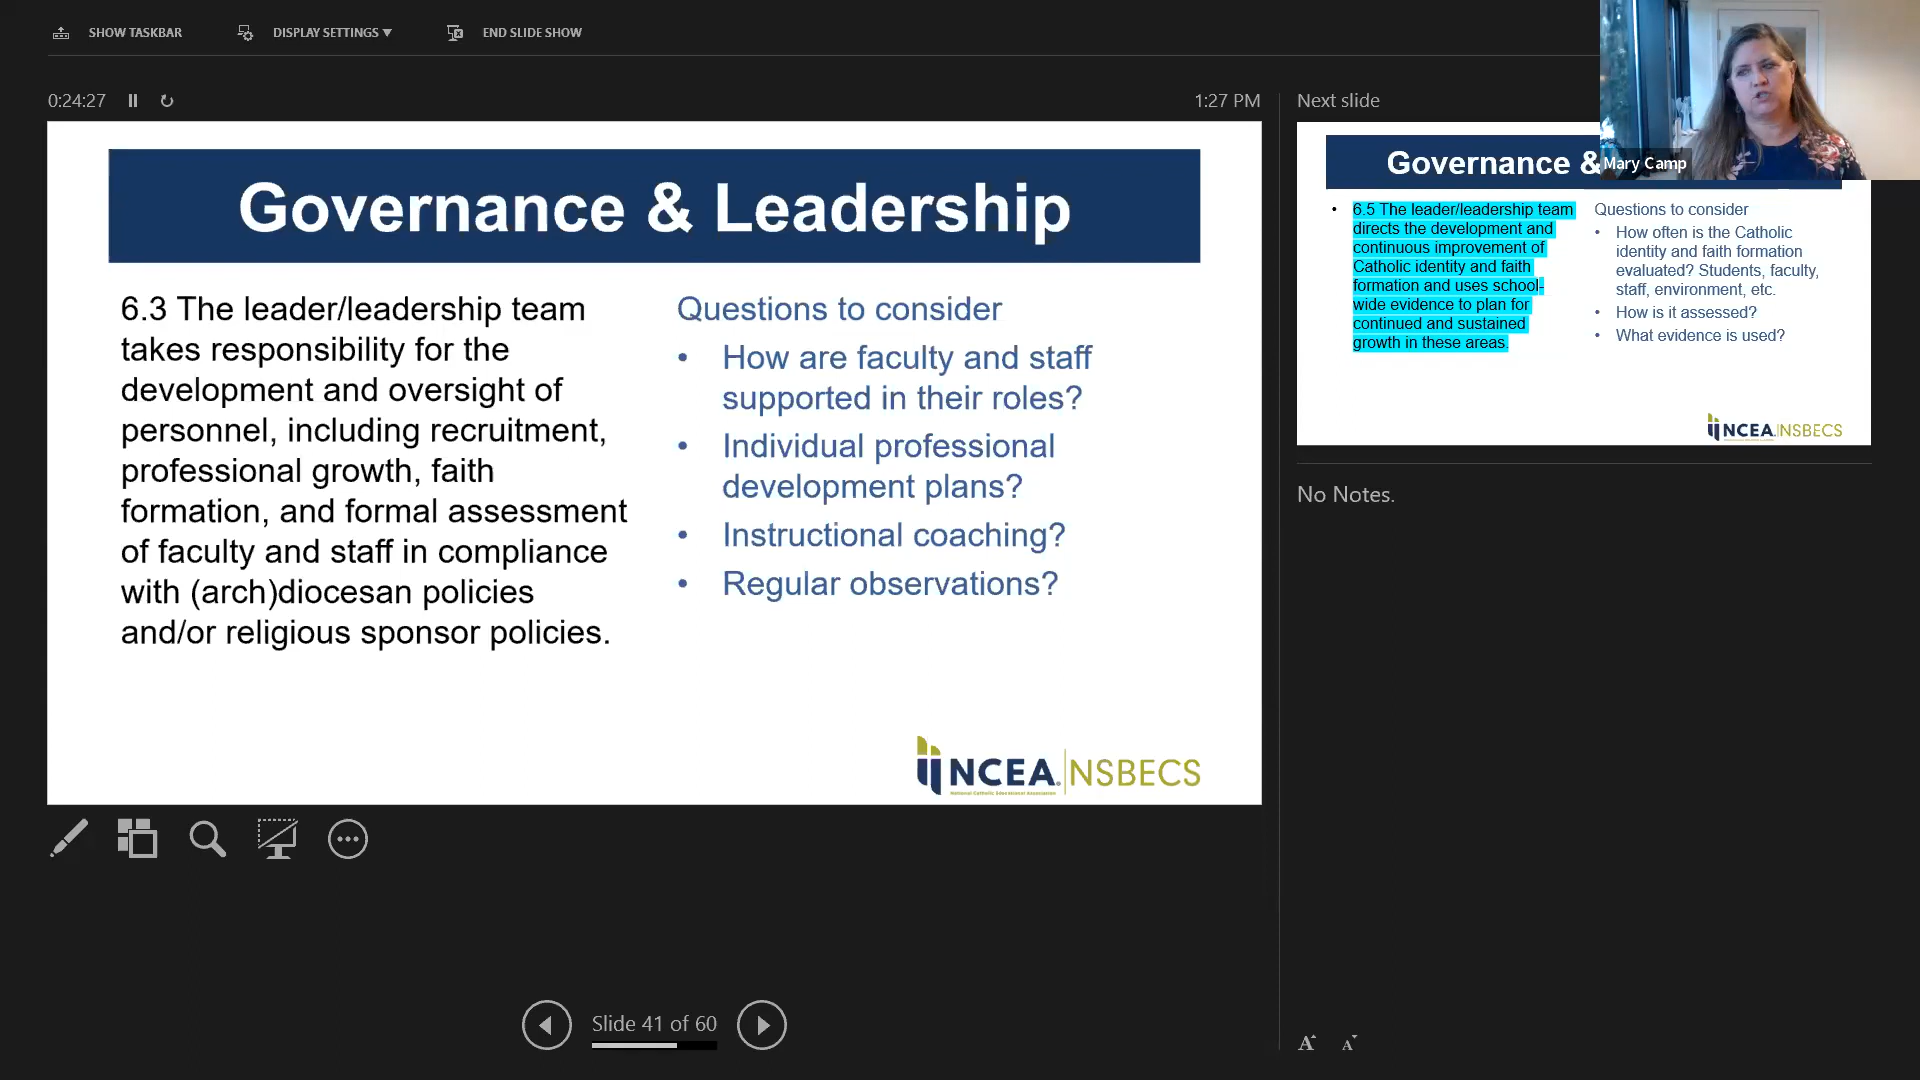 SHOW TASKBAR
DISPLAY SETTINGS
END SLIDE SHOW
0:24:27
1:27 PM
Governance & Leadership
6.3 The leader/leadership team
takes responsibility for the
development and oversight of
personnel, including recruitment,
professional growth, faith
formation, and formal assessment
of faculty and staff in compliance
with (arch)diocesan policies
and/or religious sponsor policies.
Questions to consider
• How are faculty and staff
supported in their roles?
• Individual professional
development plans?
• Instructional coaching?
• Regular observations?
NCEA. NSBECS
National Catholic Educational Association
Slide 41 of 60
Next slide
Governance &
Mary Camp
• 6.5 The leader/leadership team
directs the development and
continuous improvement of
Catholic identity and faith
formation and uses school-
wide evidence to plan for
continued and sustained
growth in these areas.
Questions to consider
• How often is the Catholic
identity and faith formation
evaluated? Students, faculty,
staff, environment, etc.
• How is it assessed?
• What evidence is used?
NCEA. NSBECS
No Notes.
A A